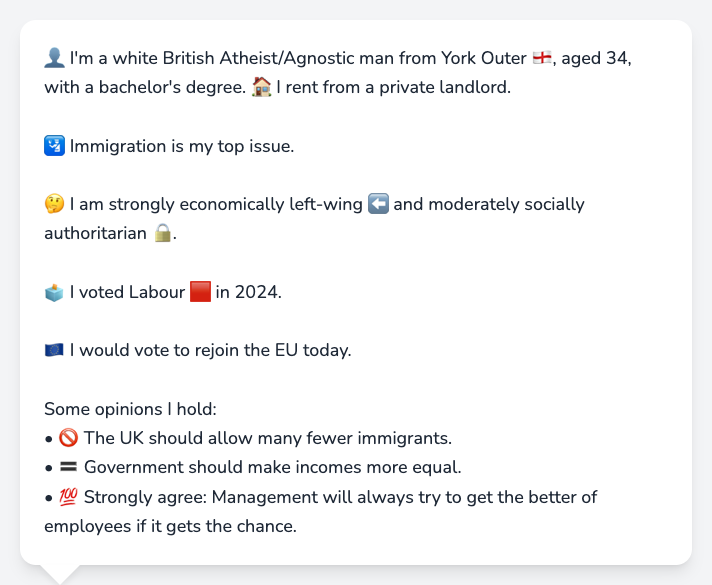 👤 I'm a white British Atheist/Agnostic man from York Outer 🏴󠁧󠁢󠁥󠁮󠁧󠁿, aged 34,
with a bachelor's degree. 🏠 I rent from a private landlord.
🛂 Immigration is my top issue.
🤔 I am strongly economically left-wing ⬅️ and moderately socially
authoritarian 🔒.
🗳️ I voted Labour 🟥 in 2024.
🇪🇺 I would vote to rejoin the EU today.
Some opinions I hold:
• 🚫 The UK should allow many fewer immigrants.
• 🟰 Government should make incomes more equal.
• 💯 Strongly agree: Management will always try to get the better of
employees if it gets the chance.